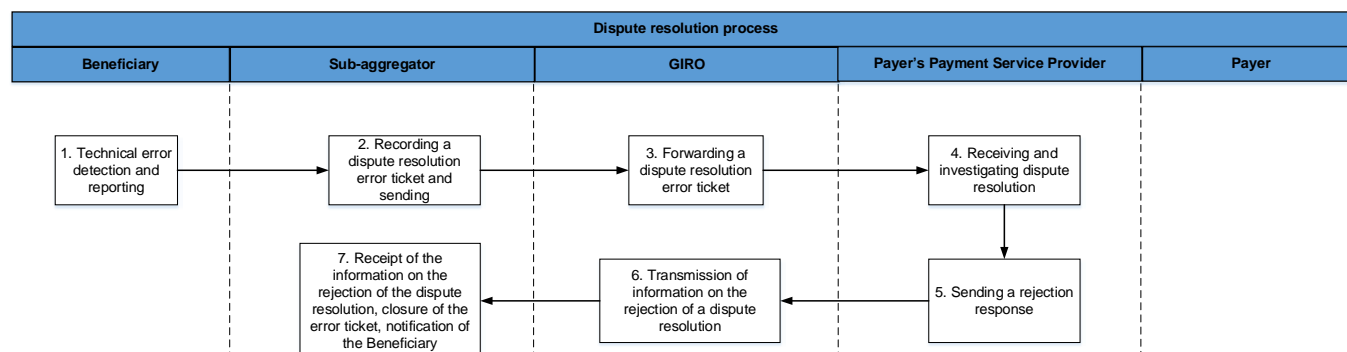 Dispute resolution process
Beneficiary
Sub-aggregator
GIRO
Payer's Payment Service Provider
Payer
1. Technical error
detection and
reporting
2. Recording a
dispute resolution
error ticket and
sending
3. Forwarding a
dispute resolution
error ticket
4. Receiving and
investigating dispute
resolution
7. Receipt of the
information on the
rejection of the dispute
resolution, closure of the
error ticket, notification of
the Beneficiary
6. Transmission of
information on the
rejection of a dispute
resolution
5. Sending a rejection
response